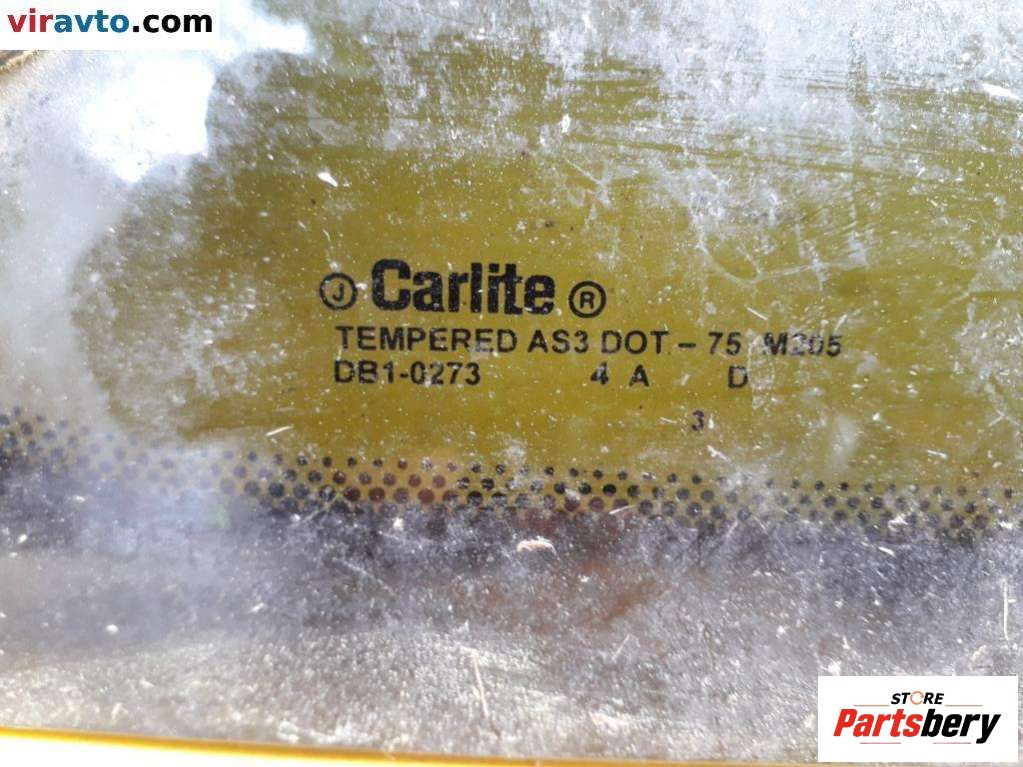 viravto.com
J Carlite ®
TEMPERED AS3 DOT – 75 M205
DB1-0273 4 A D
3
STORE
Partsbery